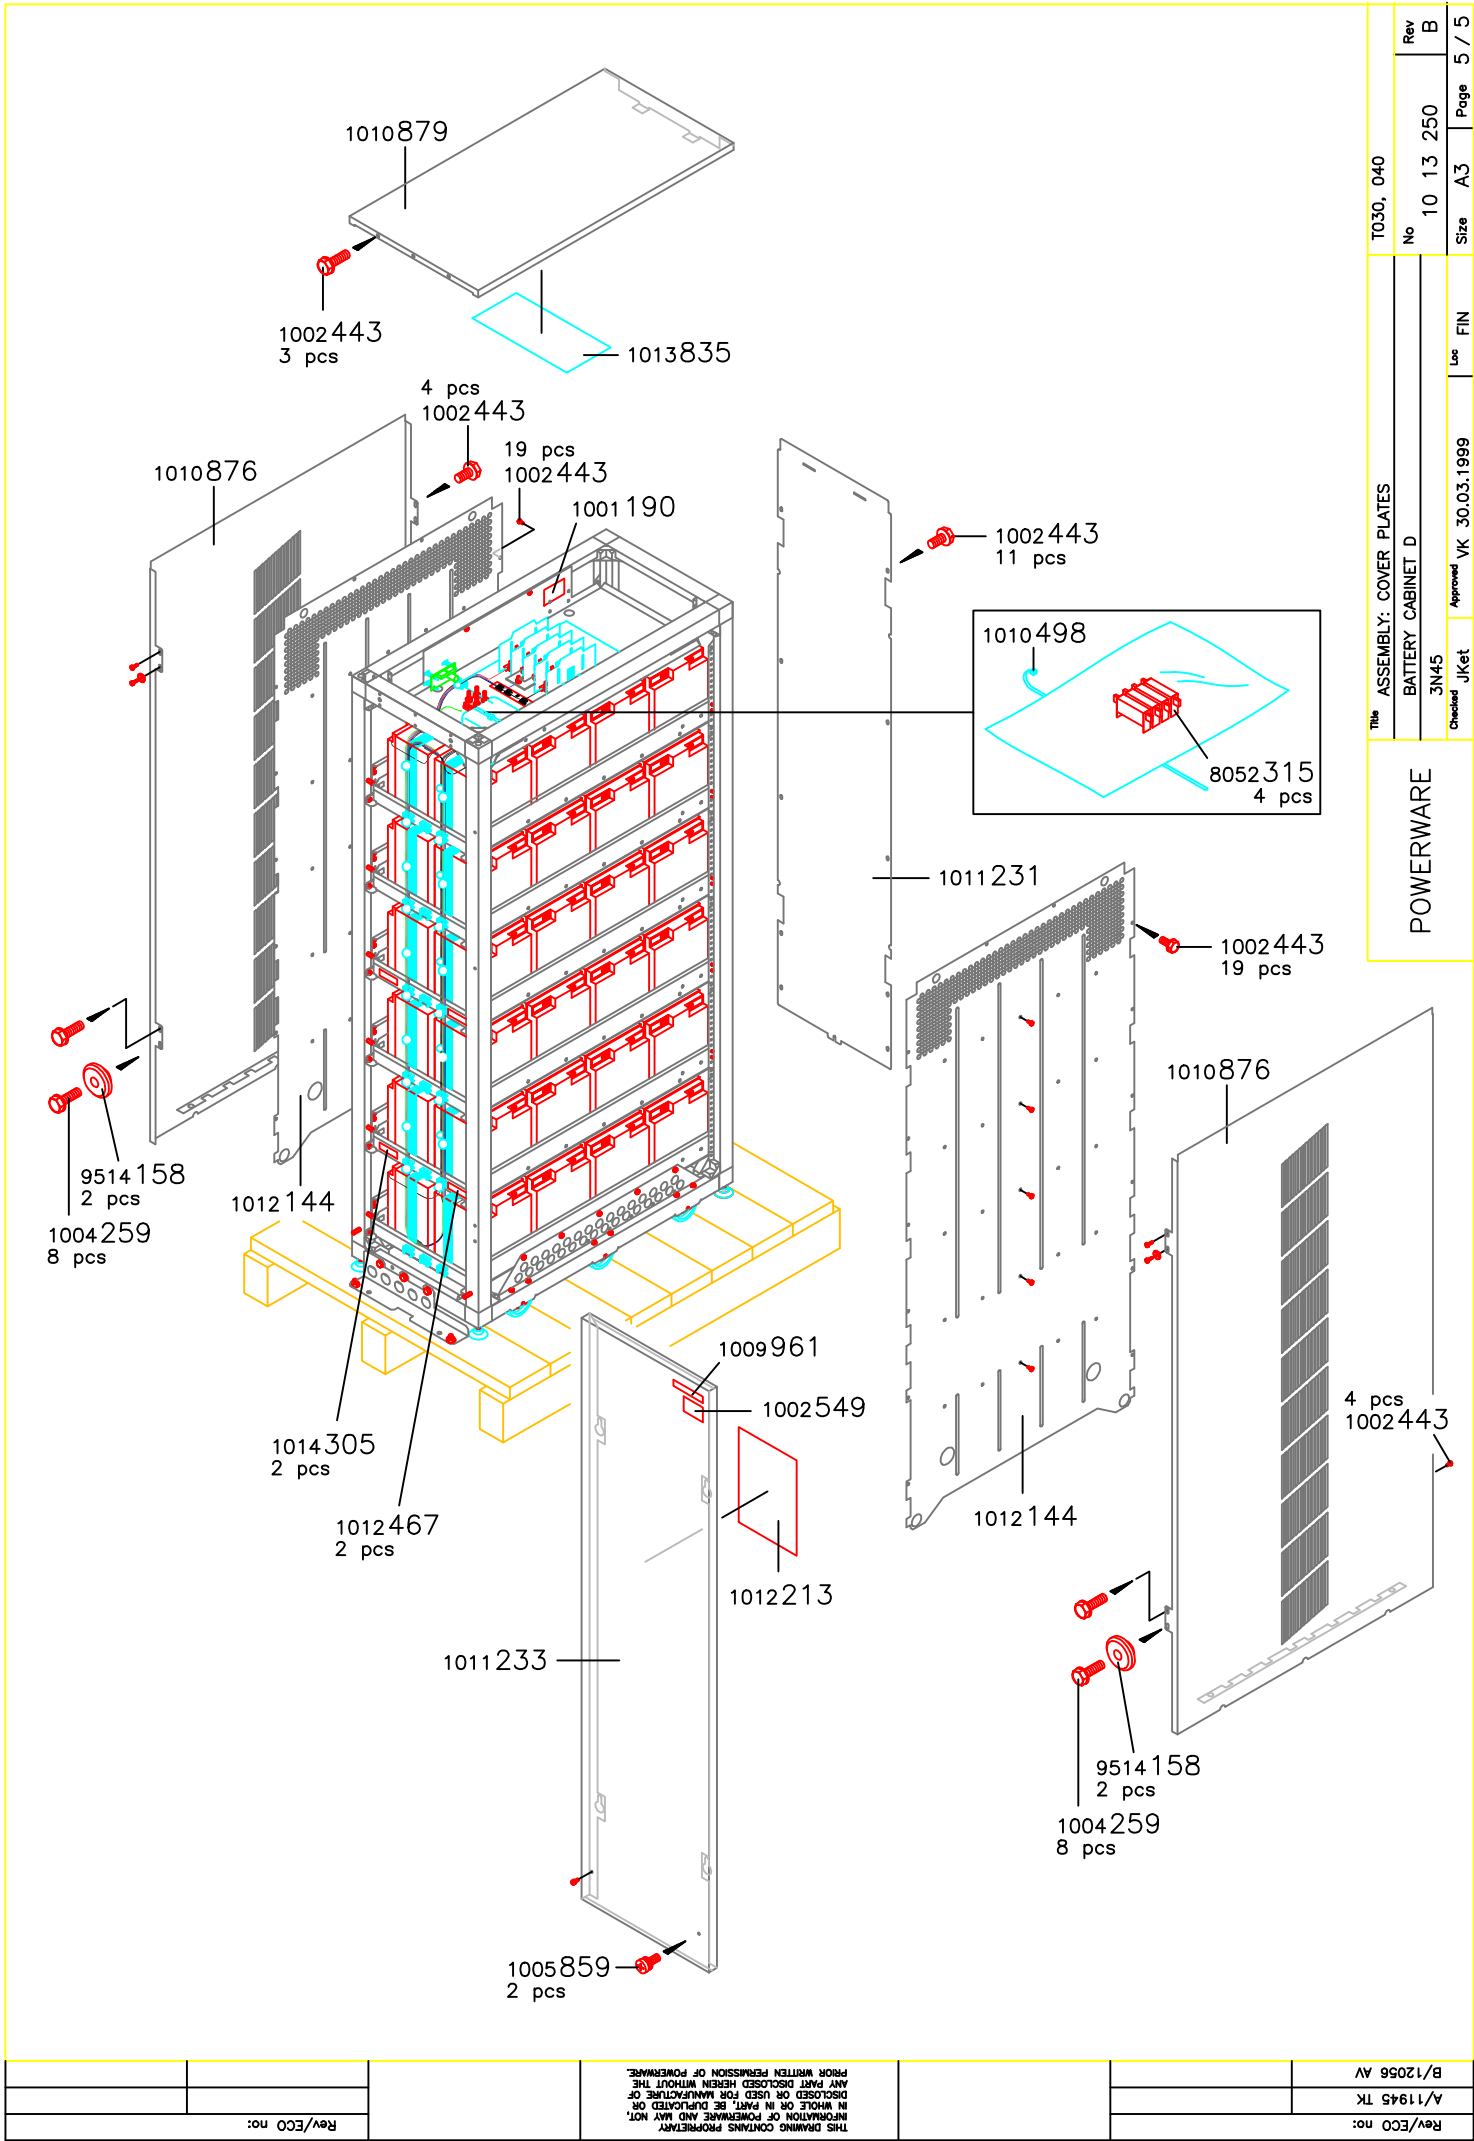 1010879
1002443
3 pcs
1013835
4 pcs
1002443
19 pcs
1002443
1001190
1010876
1002443
11 pcs
1010498
8052315
4 pcs
1011231
1002443
19 pcs
1010876
9514158
2 pcs
1004259
8 pcs
1012144
1014305
2 pcs
1012467
2 pcs
1009961
1002549
1012213
1012144
4 pcs
1002443
1011233
9514158
2 pcs
1004259
8 pcs
1005859
2 pcs
POWERWARE
Title ASSEMBLY: COVER PLATES
BATTERY CABINET D
3N45
T030, 040
No 10 13 250
Rev B
Checked JKet
Approved VK 30.03.1999
Loc FIN
Size A3
Page 5 / 5
Rev/ECO no:
THIS DRAWING CONTAINS PROPRIETARY
INFORMATION OF POWERWARE AND MAY NOT,
IN WHOLE OR IN PART, BE DUPLICATED OR
DISCLOSED OR USED FOR MANUFACTURE OF
ANY PART DISCLOSED HEREIN WITHOUT THE
PRIOR WRITTEN PERMISSION OF POWERWARE.
Rev/ECO no:
A/11945 TK
B/12056 AV